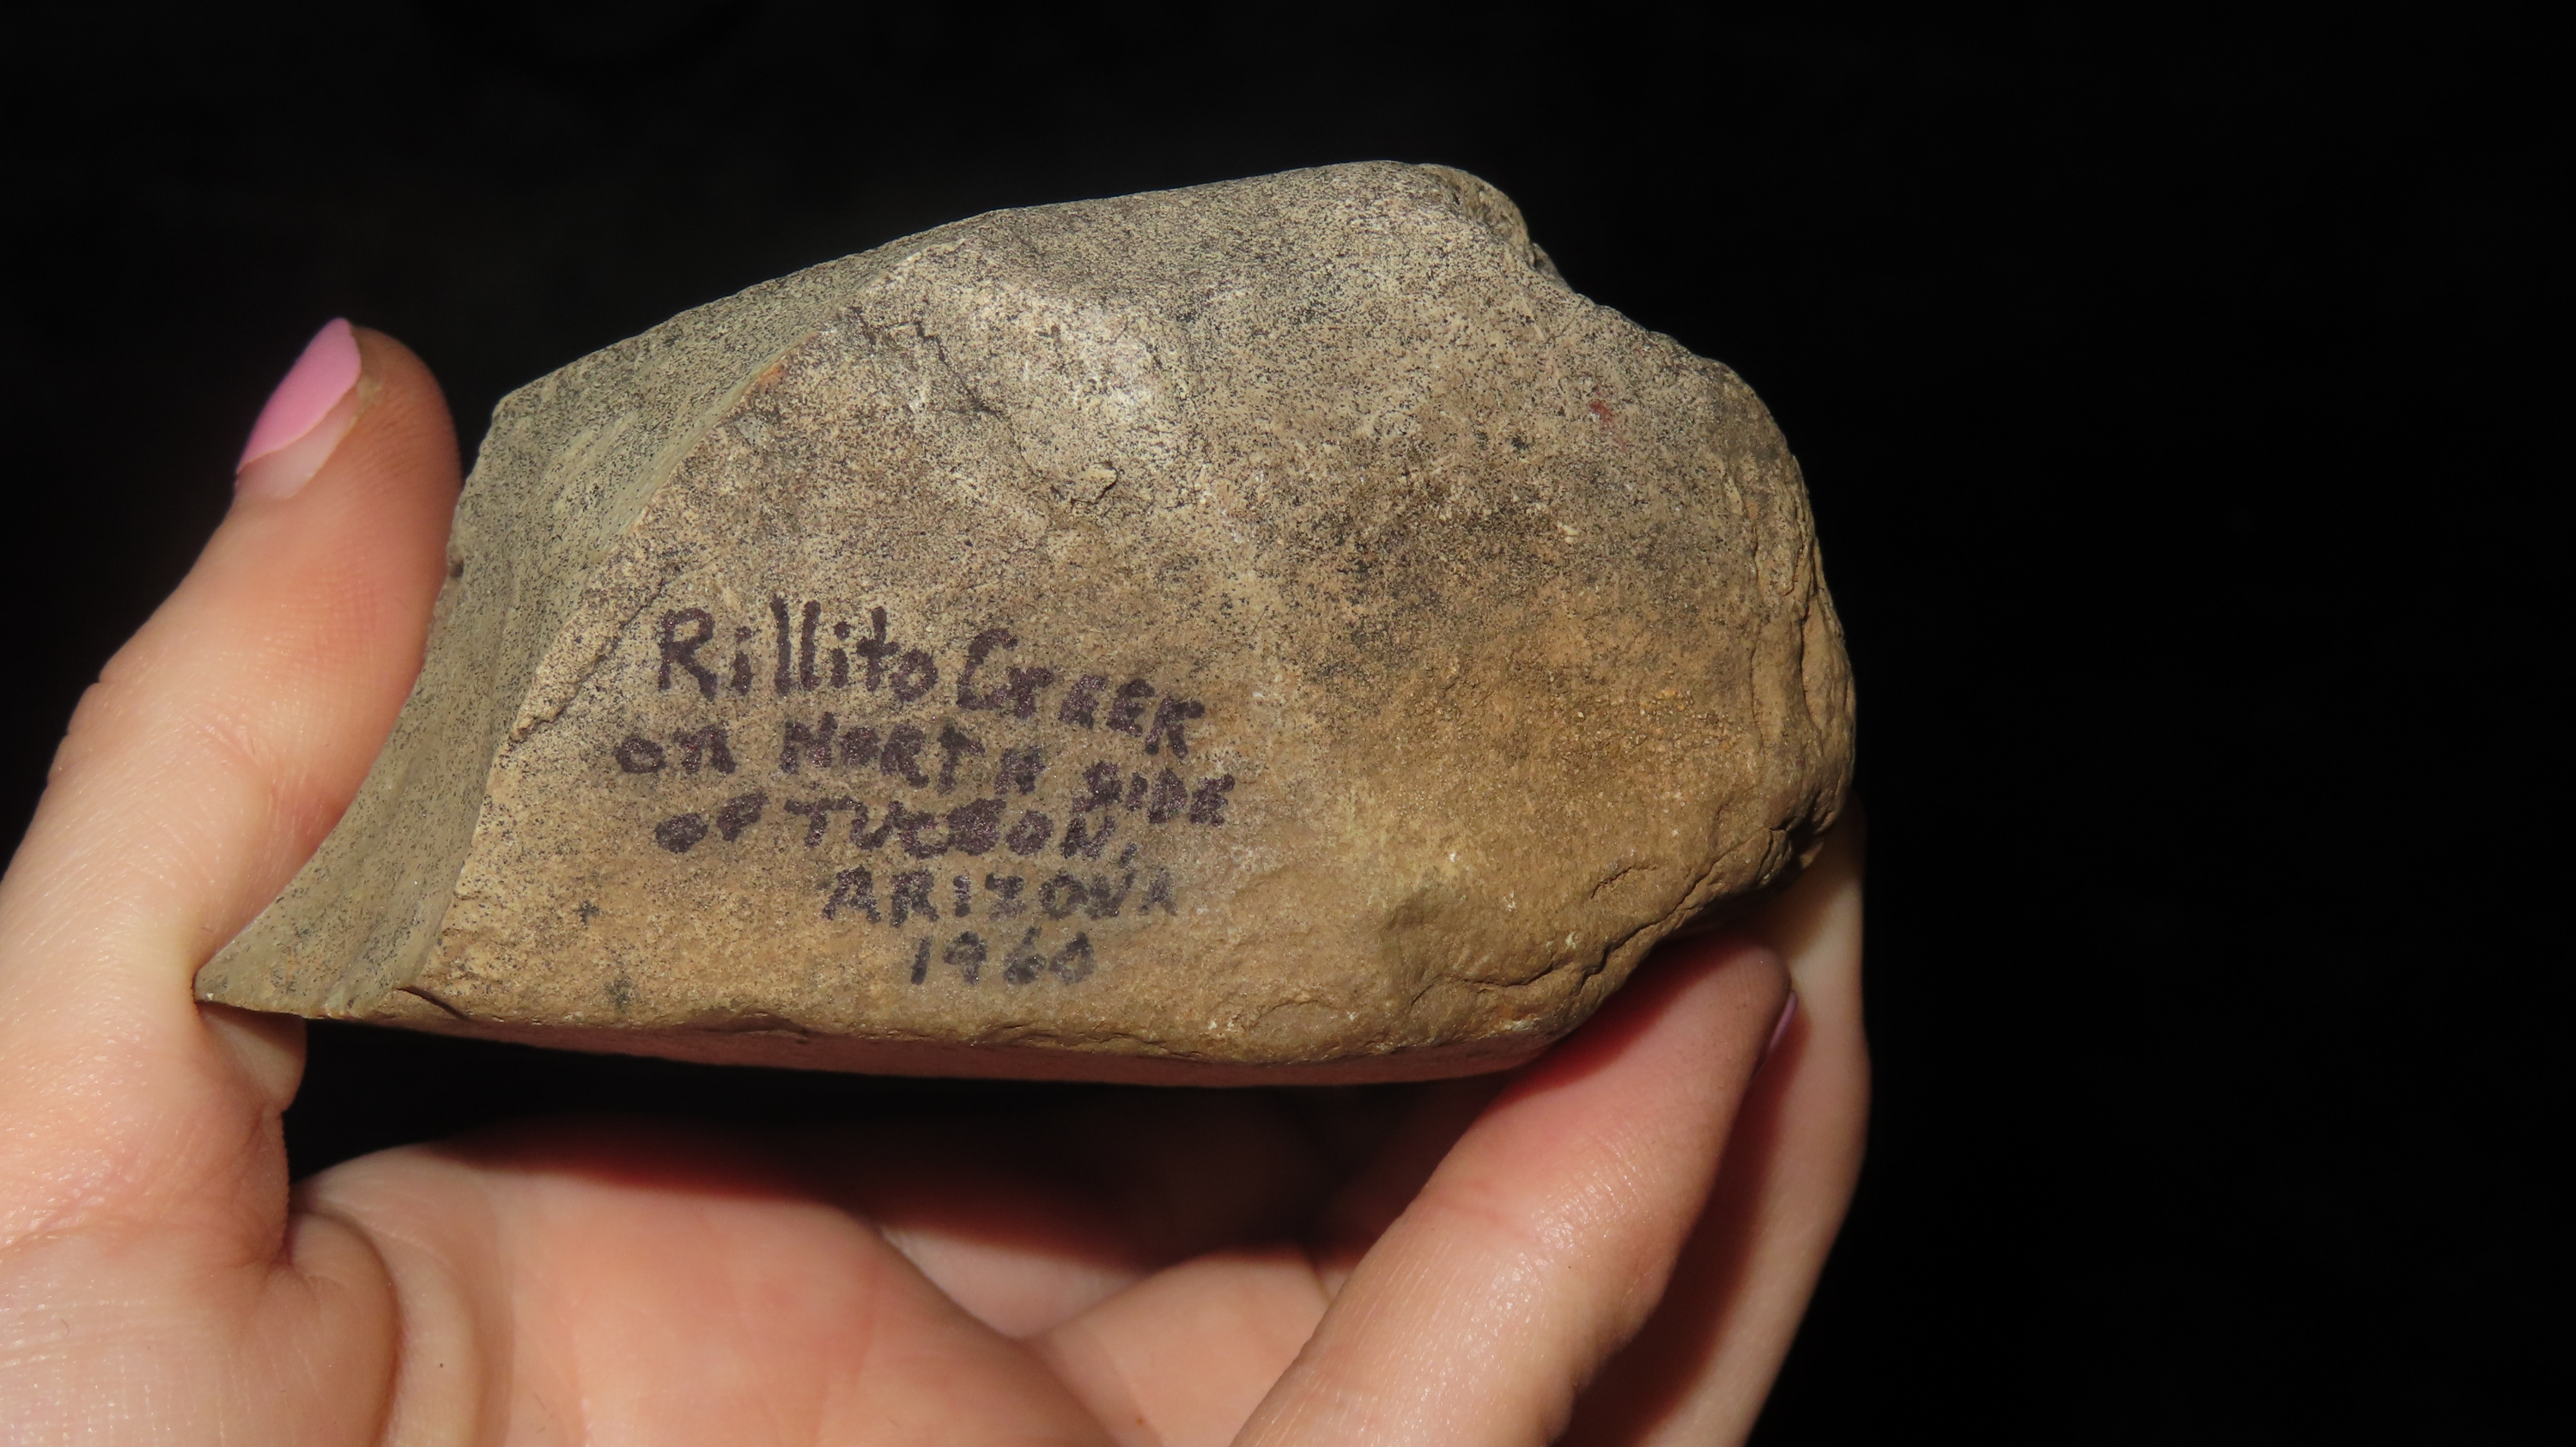 Rillito CREEK
on NORTH SIDE
OF TUCSON,
ARIZONA
1960